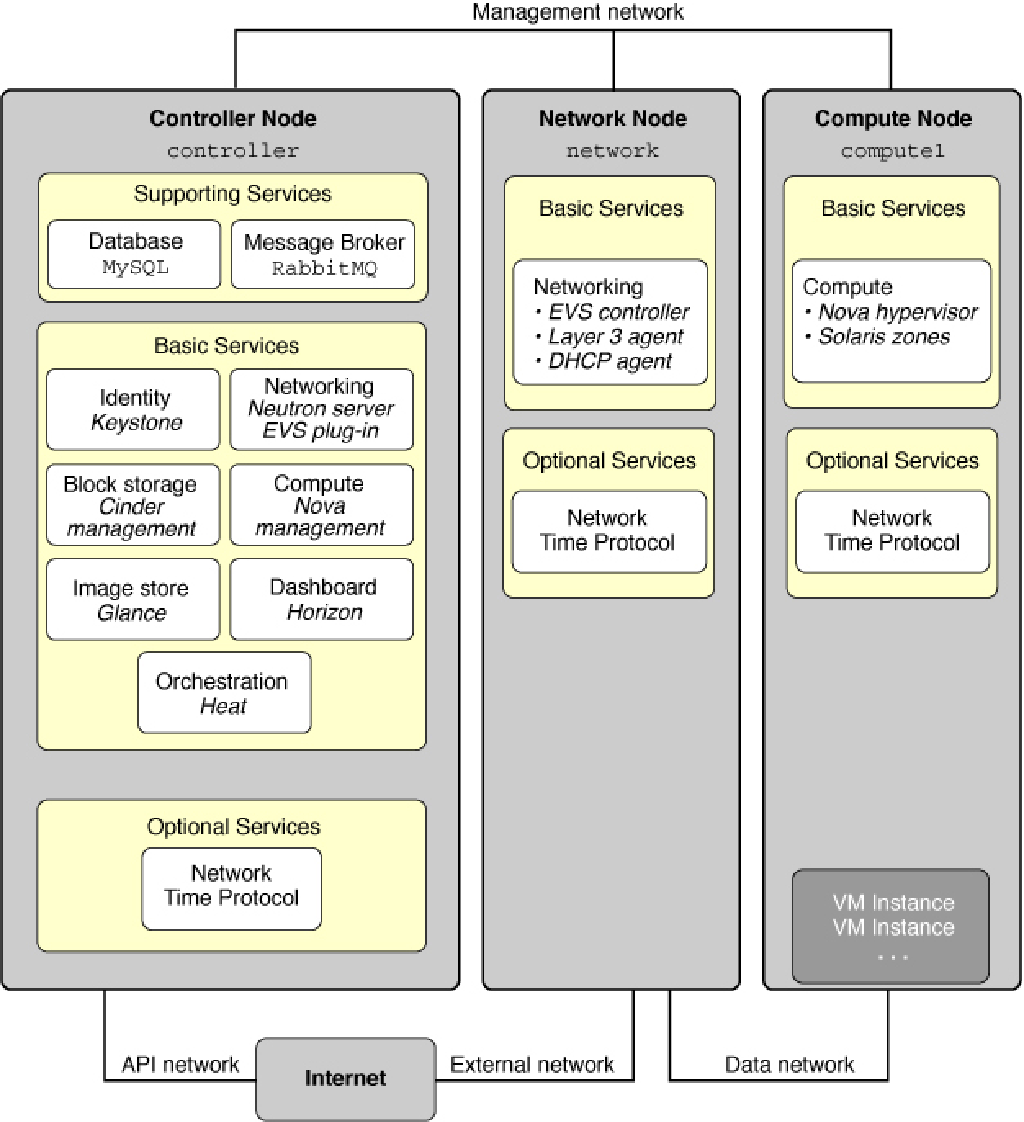 Management network
Controller Node
controller
Supporting Services
Database
MySQL
Message Broker
RabbitMQ
Basic Services
Identity
Keystone
Networking
Neutron server
EVS plug-in
Block storage
Cinder
management
Compute
Nova
management
Image store
Glance
Dashboard
Horizon
Orchestration
Heat
Optional Services
Network
Time Protocol
Network Node
network
Basic Services
Networking
• EVS controller
• Layer 3 agent
• DHCP agent
Optional Services
Network
Time Protocol
Compute Node
compute1
Basic Services
Compute
• Nova hypervisor
• Solaris zones
Optional Services
Network
Time Protocol
VM Instance
VM Instance
. . .
API network
Internet
External network
Data network